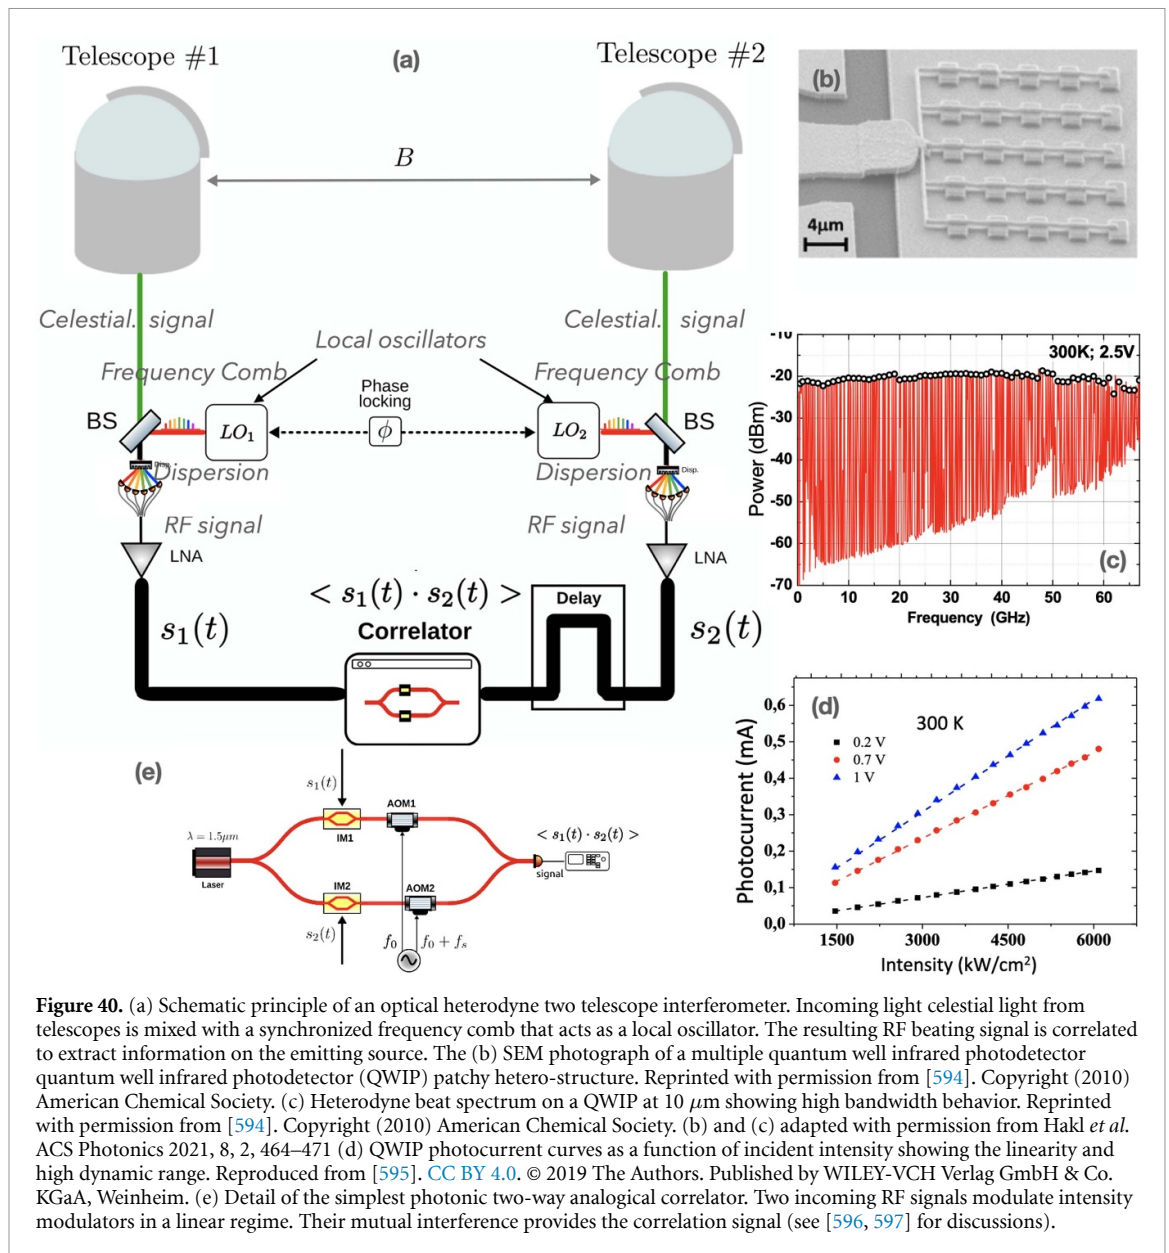 Telescope #1
(a)
Telescope #2
B
Celestial. signal
Celestial. signal
Local oscillators
Frequency Comb
Frequency Comb
Phase
locking
BS
LO₁
ϕ
LO₂
BS
Disp.
Disp.
Dispersion
Dispersion
RF signal
RF signal
LNA
LNA
< s₁(t) · s₂(t) >
Delay
s₁(t)
Correlator
s₂(t)
(b)
4μm
-10
300K; 2.5V
-20
-30
-40
-50
-60
-70
Power (dBm)
(c)
0 10 20 30 40 50 60
Frequency (GHz)
(d)
300 K
0,6
0,5
0,4
0,3
0,2
0,1
0,0
Photocurrent (mA)
0.2 V
0.7 V
1 V
1500 3000 4500 6000
Intensity (kW/cm²)
(e)
s₁(t)
AOM1
λ = 1.5μm
IM1
< s₁(t) · s₂(t) >
Laser
signal
IM2
AOM2
s₂(t)
f₀
f₀ + fₛ
Figure 40. (a) Schematic principle of an optical heterodyne two telescope interferometer. Incoming light celestial light from
telescopes is mixed with a synchronized frequency comb that acts as a local oscillator. The resulting RF beating signal is correlated
to extract information on the emitting source. The (b) SEM photograph of a multiple quantum well infrared photodetector
quantum well infrared photodetector (QWIP) patchy hetero-structure. Reprinted with permission from [594]. Copyright (2010)
American Chemical Society. (c) Heterodyne beat spectrum on a QWIP at 10 μm showing high bandwidth behavior. Reprinted
with permission from [594]. Copyright (2010) American Chemical Society. (b) and (c) adapted with permission from Hakl et al.
ACS Photonics 2021, 8, 2, 464–471 (d) QWIP photocurrent curves as a function of incident intensity showing the linearity and
high dynamic range. Reproduced from [595]. CC BY 4.0. © 2019 The Authors. Published by WILEY-VCH Verlag GmbH & Co.
KGaA, Weinheim. (e) Detail of the simplest photonic two-way analogical correlator. Two incoming RF signals modulate intensity
modulators in a linear regime. Their mutual interference provides the correlation signal (see [596, 597] for discussions).